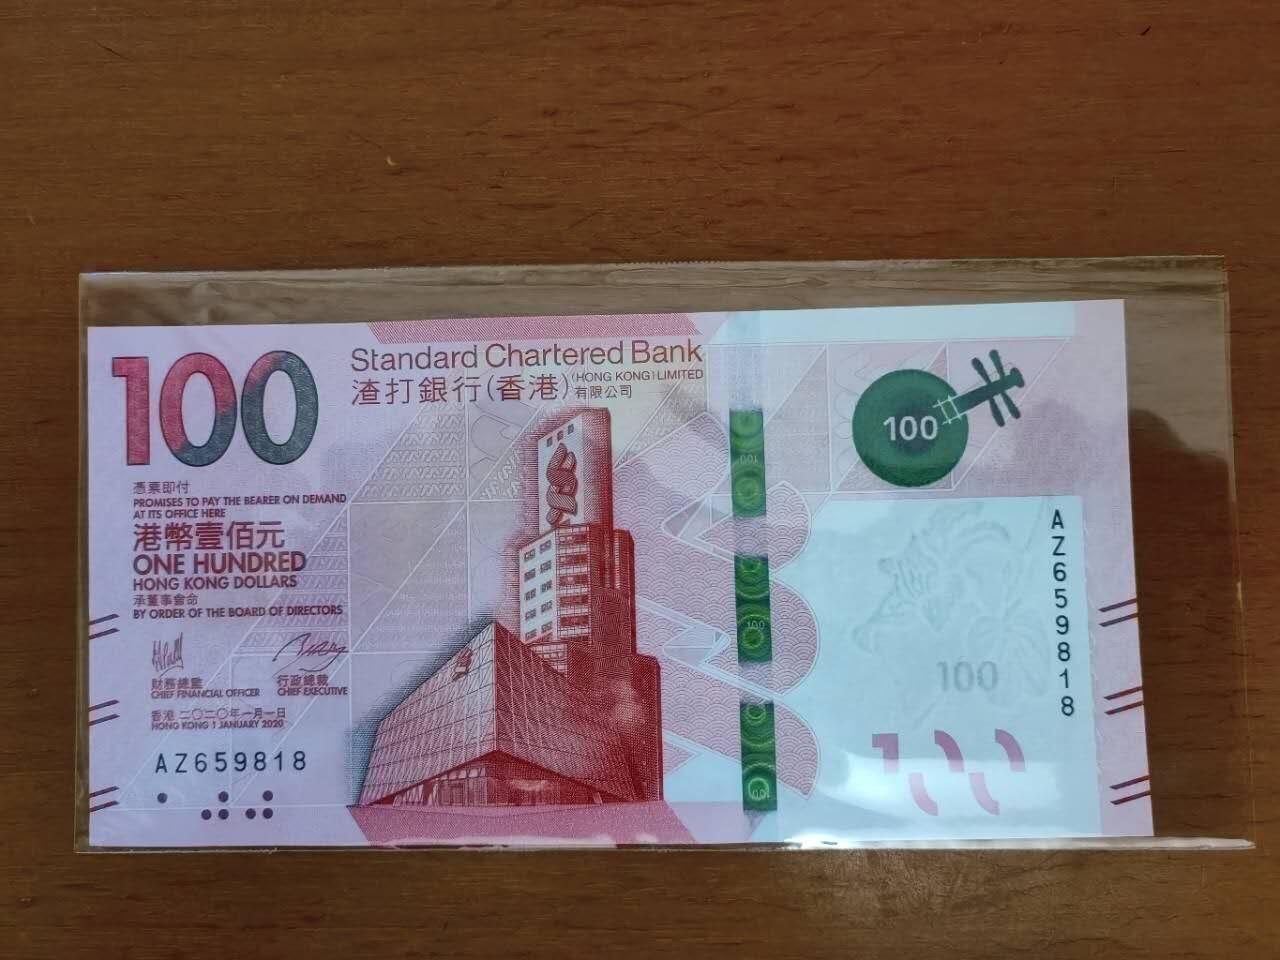 100
Standard Chartered Bank
(HONG KONG) LIMITED
渣打銀行(香港)有限公司
憑票即付
PROMISES TO PAY THE BEARER ON DEMAND
AT ITS OFFICE HERE
港幣壹佰元
ONE HUNDRED
HONG KONG DOLLARS
承董事會命
BY ORDER OF THE BOARD OF DIRECTORS
財務總監
CHIEF FINANCIAL OFFICER
行政總裁
CHIEF EXECUTIVE
香港 二〇二〇年一月一日
HONG KONG 1 JANUARY 2020
AZ659818
100
100
100
AZ659818
100
100